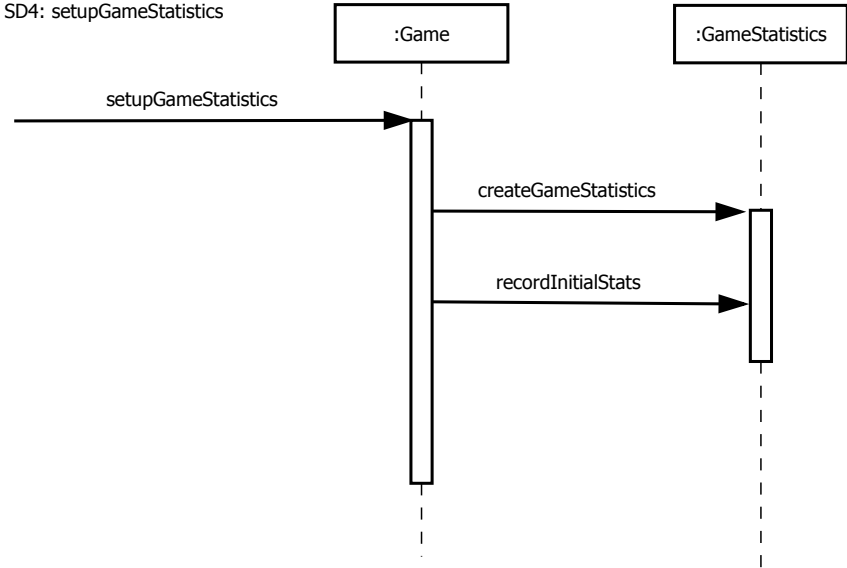 SD4: setupGameStatistics
:Game
:GameStatistics
setupGameStatistics
createGameStatistics
recordInitialStats